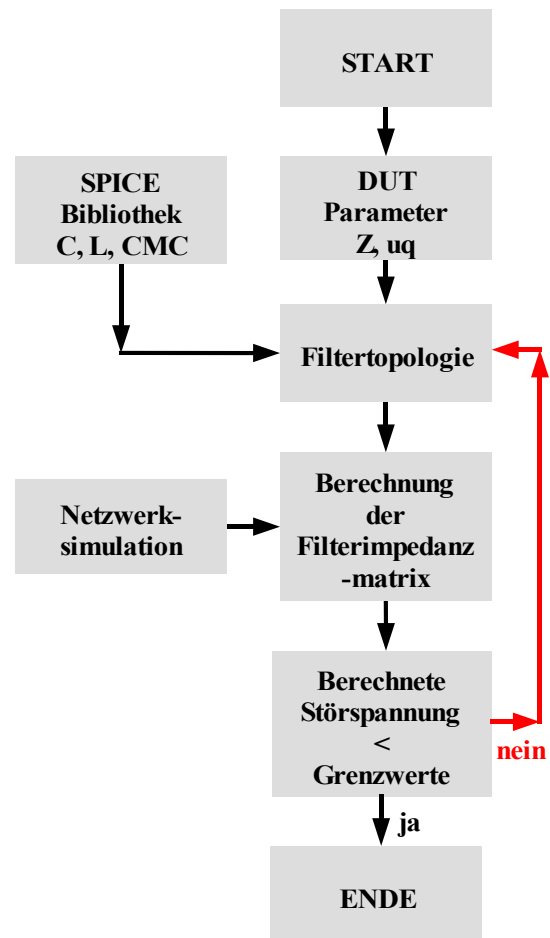 START
SPICE
Bibliothek
C, L, CMC
DUT
Parameter
Z, uq
Filtertopologie
Netzwerk-
simulation
Berechnung
der
Filterimpedanz
-matrix
Berechnete
Störspannung
<
Grenzwerte
nein
ja
ENDE